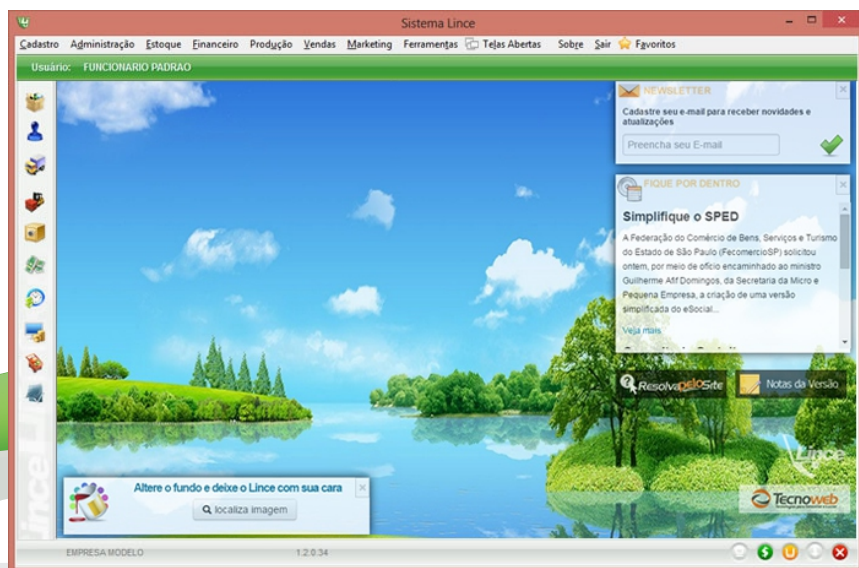 Sistema Lince
Cadastro Administração Estoque Financeiro Produção Vendas Marketing Ferramentas Telas Abertas Sobre Sair Favoritos
Usuário: FUNCIONARIO PADRAO
NEWSLETTER
Cadastre seu e-mail para receber novidades e
atualizações
Preencha seu E-mail
FIQUE POR DENTRO
Simplifique o SPED
A Federação do Comércio de Bens, Serviços e Turismo
do Estado de São Paulo (FecomercioSP) solicitou
ontem, por meio de ofício encaminhado ao ministro
Guilherme Afif Domingos, da Secretaria da Micro e
Pequena Empresa, a criação de uma versão
simplificada do eSocial...
Veja mais
ResolvapeloSite
Notas da Versão
Lince
Altere o fundo e deixe o Lince com sua cara
localiza imagem
Tecnoweb
EMPRESA MODELO 1.2.0.34